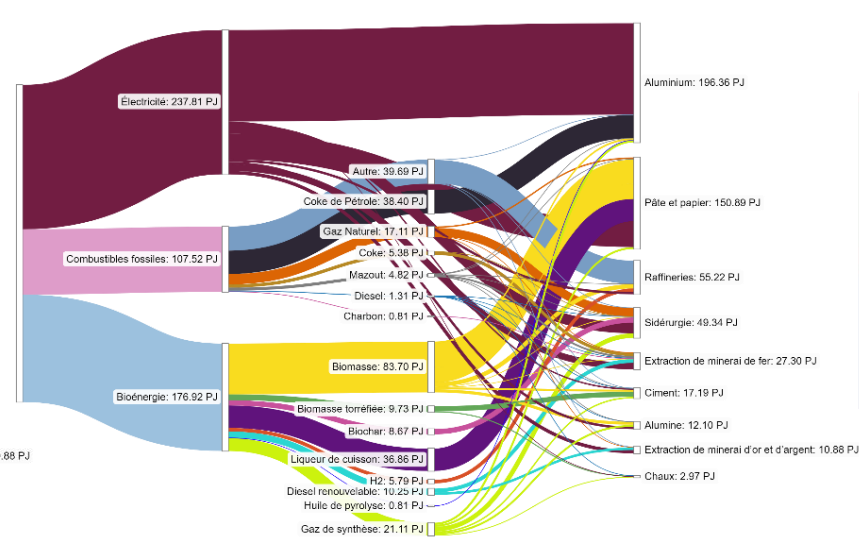 Électricité: 237.81 PJ
Combustibles fossiles: 107.52 PJ
Bioénergie: 176.92 PJ
.88 PJ
Autre: 39.69 PJ
Coke de Pétrole: 38.40 PJ
Gaz Naturel: 17.11 PJ
Coke: 5.38 PJ
Mazout: 4.82 PJ
Diesel: 1.31 PJ
Charbon: 0.81 PJ
Biomasse: 83.70 PJ
Biomasse torréfiée: 9.73 PJ
Biochar: 8.67 PJ
Liqueur de cuisson: 36.86 PJ
H2: 5.79 PJ
Diesel renouvelable: 10.25 PJ
Huile de pyrolyse: 0.81 PJ
Gaz de synthèse: 21.11 PJ
Aluminium: 196.36 PJ
Pâte et papier: 150.89 PJ
Raffineries: 55.22 PJ
Sidérurgie: 49.34 PJ
Extraction de minerai de fer: 27.30 PJ
Ciment: 17.19 PJ
Alumine: 12.10 PJ
Extraction de minerai d'or et d'argent: 10.88 PJ
Chaux: 2.97 PJ